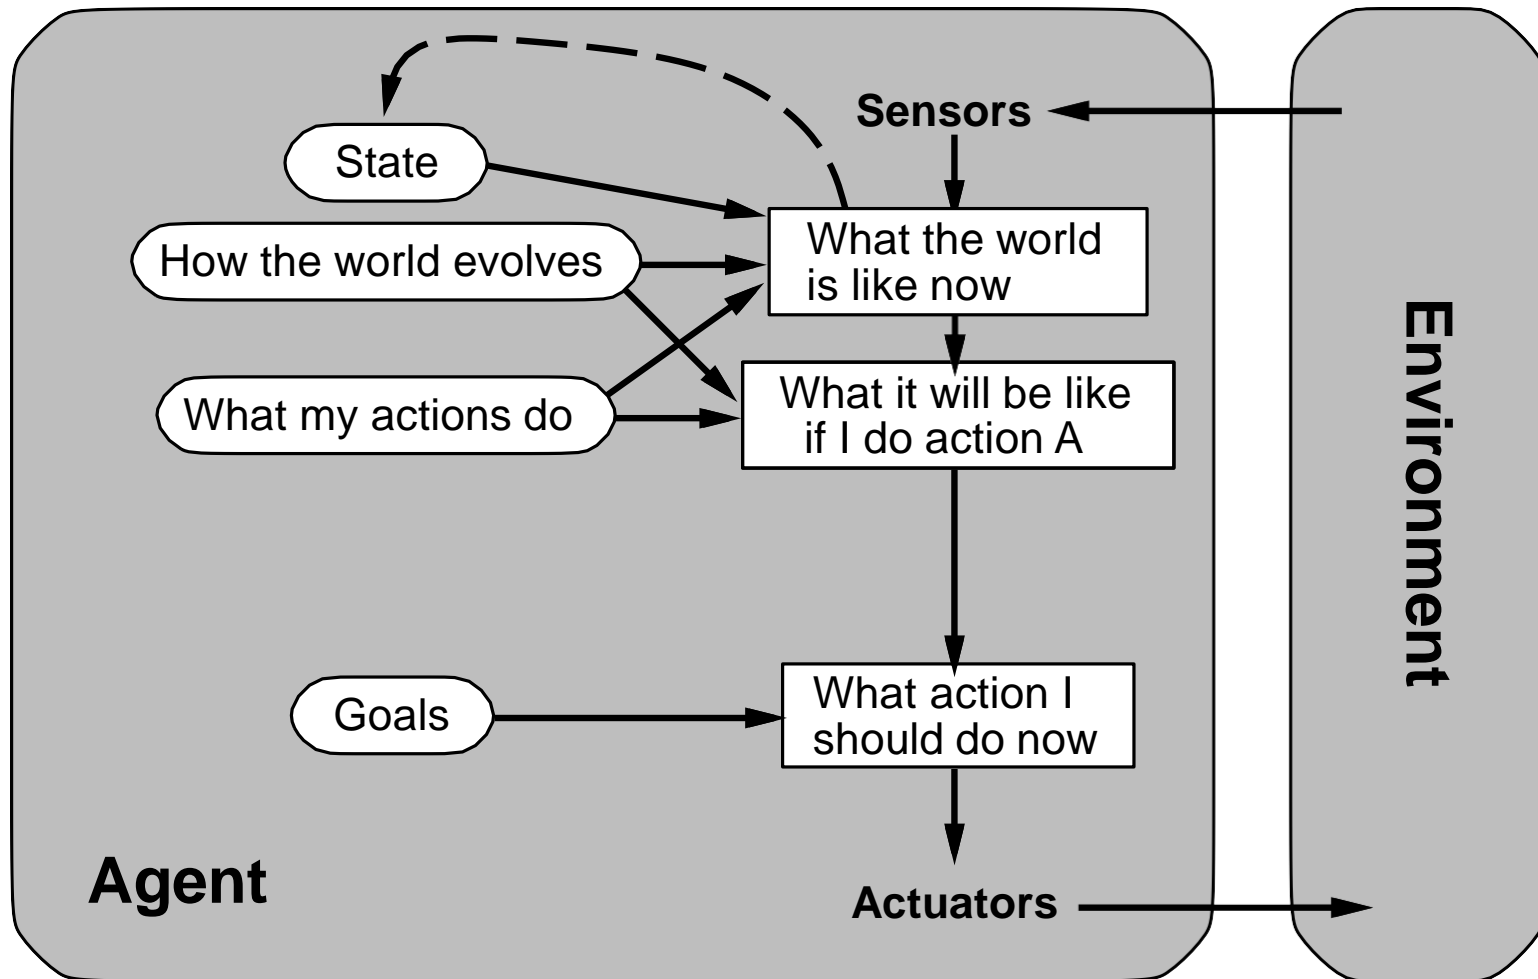 Sensors
State
What the world
is like now
How the world evolves
What it will be like
if I do action A
What my actions do
Environment
What action I
should do now
Goals
Agent
Actuators